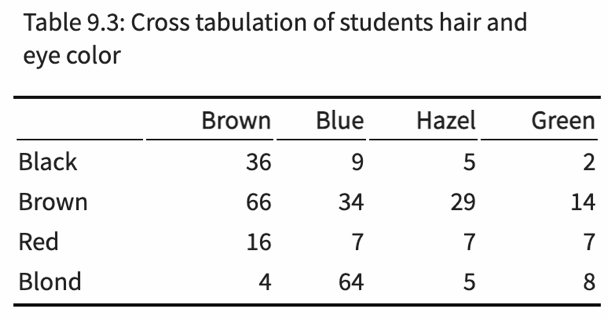 Table 9.3: Cross tabulation of students hair and
eye color
Brown Blue Hazel Green
Black 36 9 5 2
Brown 66 34 29 14
Red 16 7 7 7
Blond 4 64 5 8